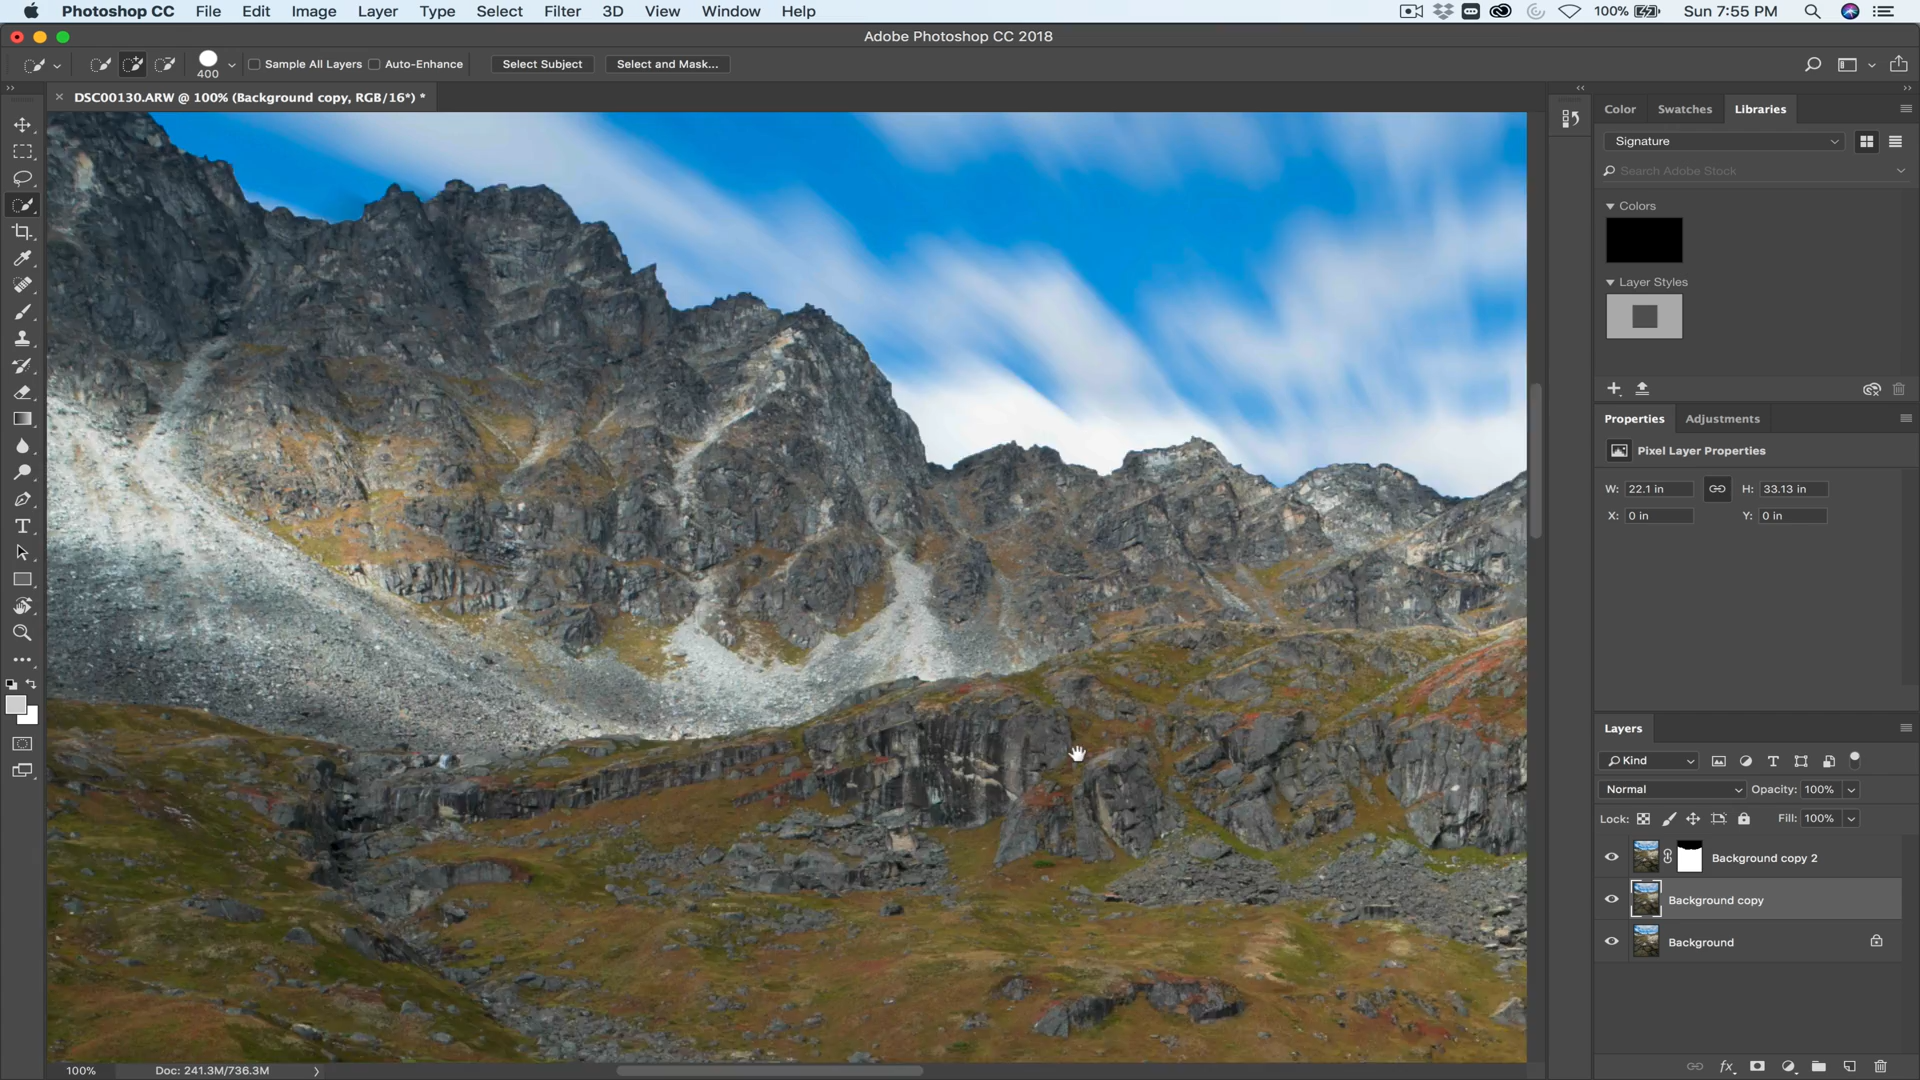 Photoshop CC File Edit Image Layer Type Select Filter 3D View Window Help 100% Sun 7:55 PM
Adobe Photoshop CC 2018
400 Sample All Layers Auto-Enhance Select Subject Select and Mask...
DSC00130.ARW @ 100% (Background copy, RGB/16*) *
Color Swatches Libraries
Signature
Search Adobe Stock
Colors
Layer Styles
Properties Adjustments
Pixel Layer Properties
W: 22.1 in H: 33.13 in
X: 0 in Y: 0 in
Layers
Kind
Normal Opacity: 100%
Lock: Fill: 100%
Background copy 2
Background copy
Background
100% Doc: 241.3M/736.3M
fx